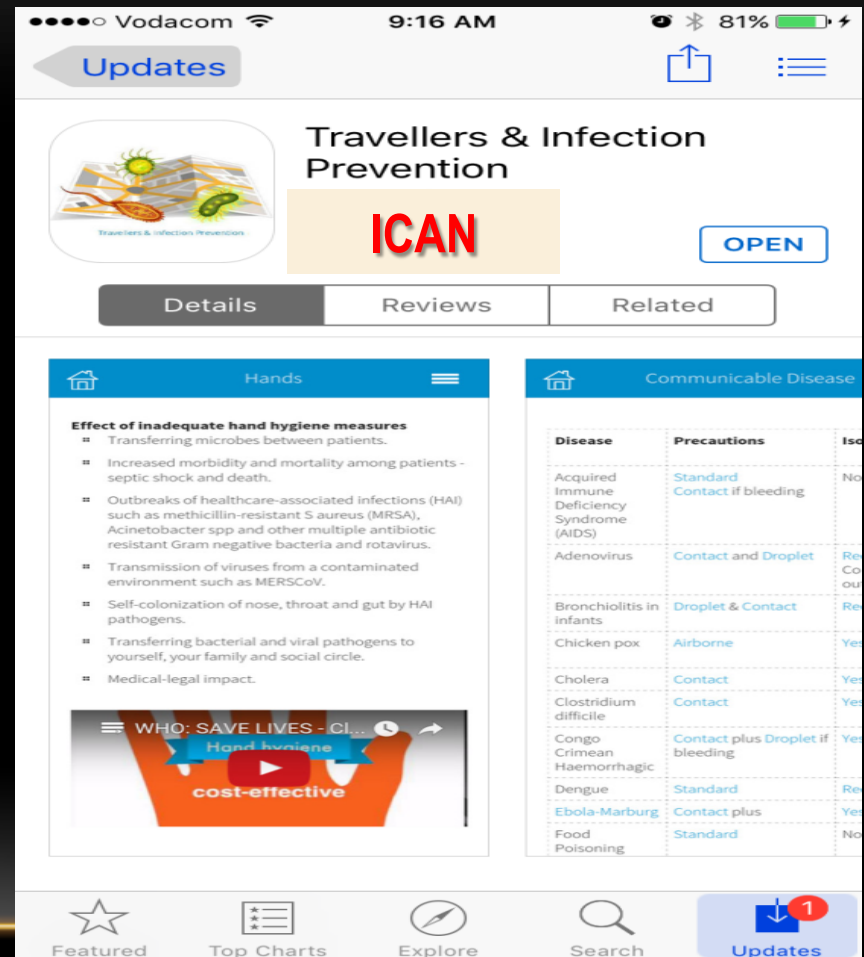 Vodacom 9:16 AM 81%
Updates
Travellers & Infection
Prevention
Travellers & Infection Prevention
ICAN
OPEN
Details Reviews Related
Hands
Effect of inadequate hand hygiene measures
Transferring microbes between patients.
Increased morbidity and mortality among patients -
septic shock and death.
Outbreaks of healthcare-associated infections (HAI)
such as methicillin-resistant S aureus (MRSA),
Acinetobacter spp and other multiple antibiotic
resistant Gram negative bacteria and rotavirus.
Transmission of viruses from a contaminated
environment such as MERSCoV.
Self-colonization of nose, throat and gut by HAI
pathogens.
Transferring bacterial and viral pathogens to
yourself, your family and social circle.
Medical-legal impact.
WHO: SAVE LIVES - Cl...
Hand hygiene
cost-effective
Communicable Disease
Disease Precautions
Acquired Standard No
Immune Contact if bleeding
Deficiency
Syndrome
(AIDS)
Adenovirus Contact and Droplet
Bronchiolitis in Droplet & Contact
infants
Chicken pox Airborne Yes
Cholera Contact Yes
Clostridium Contact Yes
difficile
Congo Contact plus Droplet if Yes
Crimean bleeding
Haemorrhagic
Dengue Standard
Ebola-Marburg Contact plus Yes
Food Standard No
Poisoning
1
Featured Top Charts Explore Search Updates